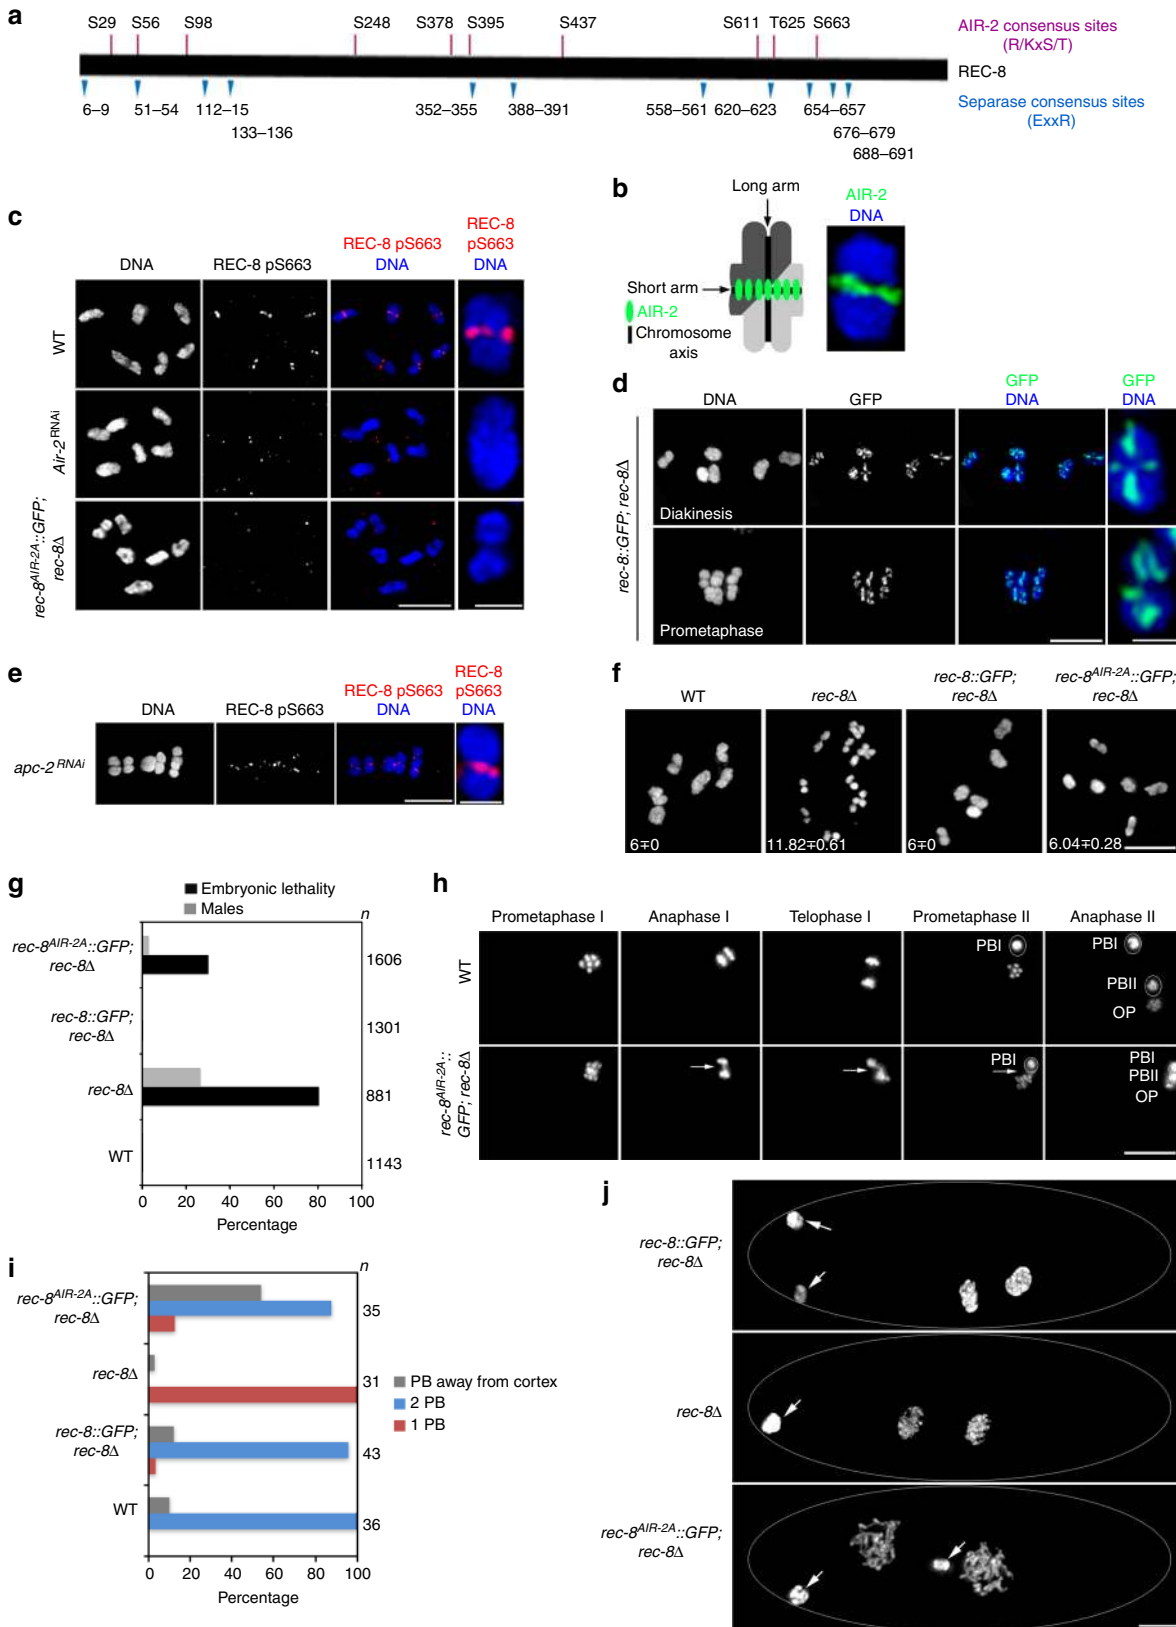 a
S29 S56 S98 S248 S378 S395 S437 S611 T625 S663
AIR-2 consensus sites
(R/KxS/T)
REC-8
6–9 51–54 112–15 352–355 388–391 558–561 620–623 654–657
133–136
676–679
688–691
Separase consensus sites
(ExxR)
b
Long arm
AIR-2
DNA
Short arm
AIR-2
Chromosome
axis
c
DNA
REC-8 pS663
REC-8 pS663
DNA
REC-8
pS663
DNA
WT
Air-2RNAi
rec-8AIR-2A::GFP;
rec-8Δ
d
DNA
GFP
GFP
DNA
GFP
DNA
rec-8::GFP; rec-8Δ
Diakinesis
Prometaphase
e
DNA
REC-8 pS663
REC-8 pS663
DNA
REC-8
pS663
DNA
apc-2RNAi
f
WT
rec-8Δ
rec-8::GFP;
rec-8Δ
rec-8AIR-2A::GFP;
rec-8Δ
6∓0
11.82∓0.61
6∓0
6.04∓0.28
g
Embryonic lethality
Males
n
rec-8AIR-2A::GFP;
rec-8Δ
1606
rec-8::GFP;
rec-8Δ
1301
rec-8Δ
881
WT
1143
0 20 40 60 80 100
Percentage
h
Prometaphase I
Anaphase I
Telophase I
Prometaphase II
Anaphase II
WT
PBI
PBI
PBII
OP
rec-8AIR-2A::
GFP; rec-8Δ
PBI
PBI
PBII
OP
i
n
rec-8AIR-2A::GFP;
rec-8Δ
35
rec-8Δ
31
rec-8::GFP;
rec-8Δ
43
WT
36
PB away from cortex
2 PB
1 PB
0 20 40 60 80 100
Percentage
j
rec-8::GFP;
rec-8Δ
rec-8Δ
rec-8AIR-2A::GFP;
rec-8Δ